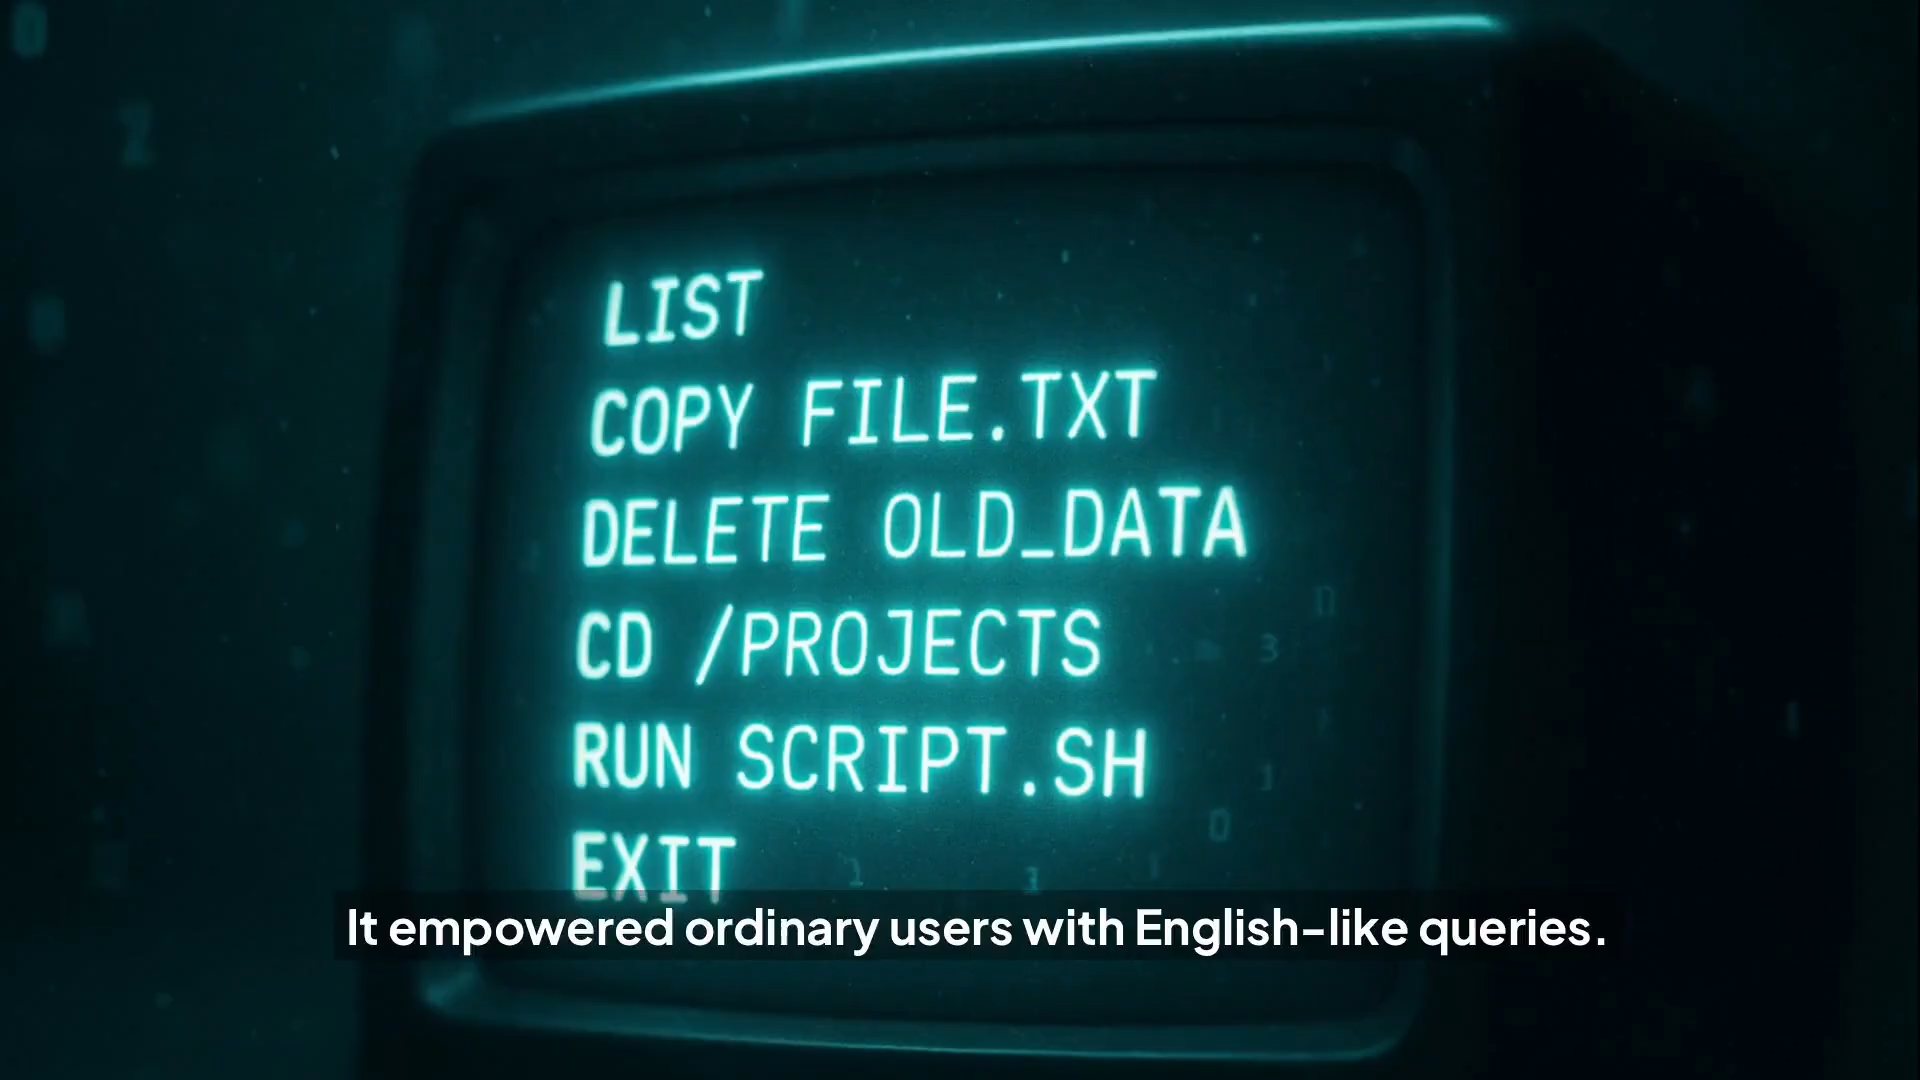 LIST
COPY FILE.TXT
DELETE OLD_DATA
CD /PROJECTS
RUN SCRIPT.SH
EXIT
It empowered ordinary users with English-like queries.